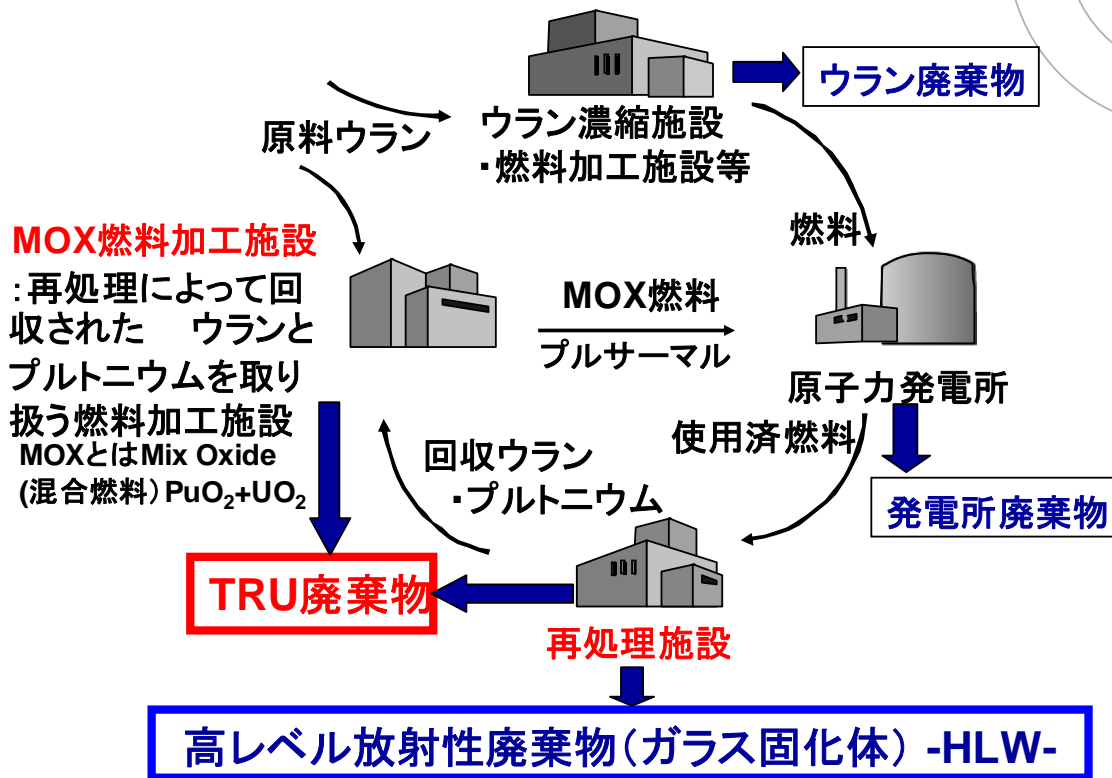 ウラン廃棄物
原料ウラン
ウラン濃縮施設
・燃料加工施設等
燃料
MOX燃料加工施設
：再処理によって回
収された　ウランと
プルトニウムを取り
扱う燃料加工施設
MOXとはMix Oxide
(混合燃料）PuO₂+UO₂
MOX燃料
プルサーマル
原子力発電所
使用済燃料
回収ウラン
・プルトニウム
発電所廃棄物
TRU廃棄物
再処理施設
高レベル放射性廃棄物（ガラス固化体） -HLW-